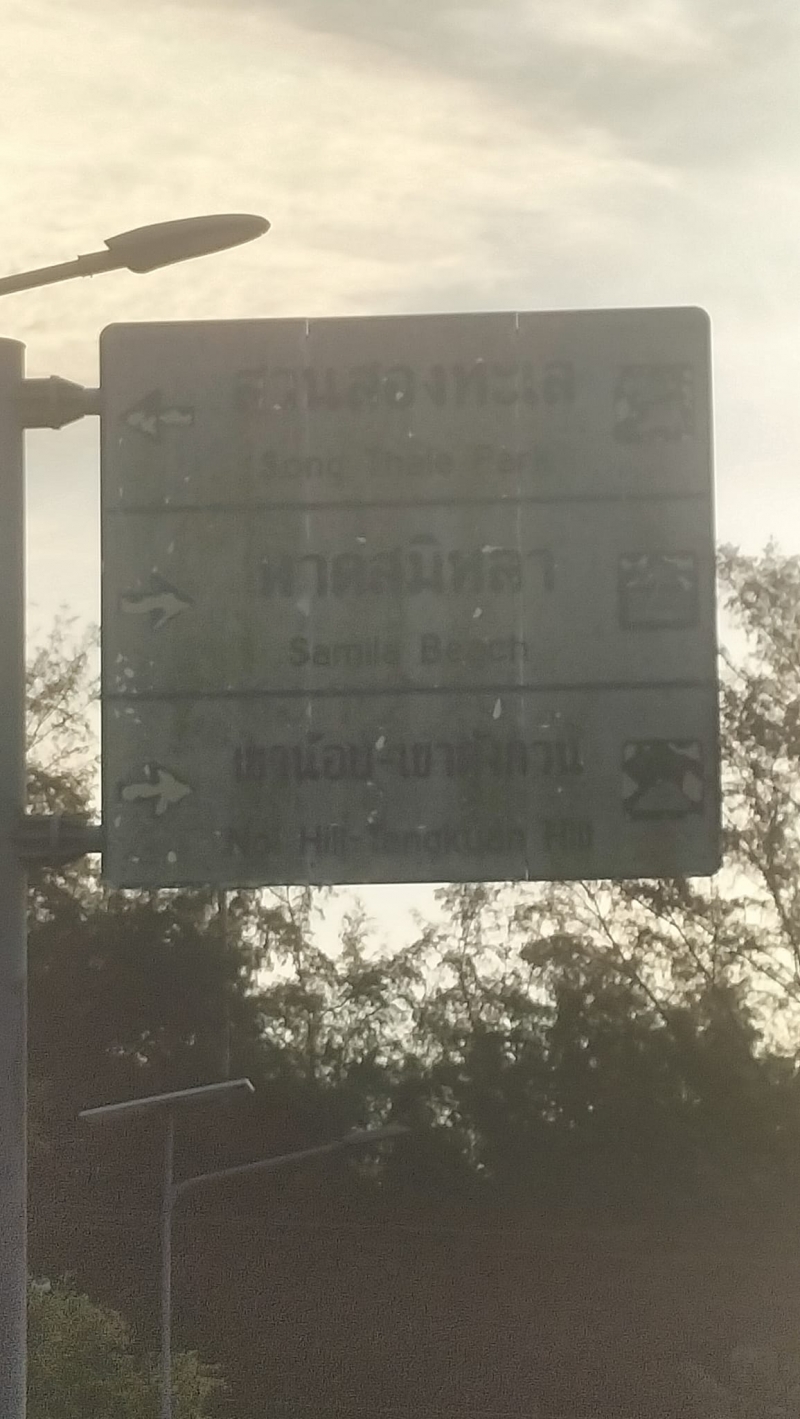 สวนสองทะเล
Song Thale Park
หาดสมิหลา
Samila Beach
เขาน้อย-เขาตังกวน
Noi Hill-Tangkuan Hill